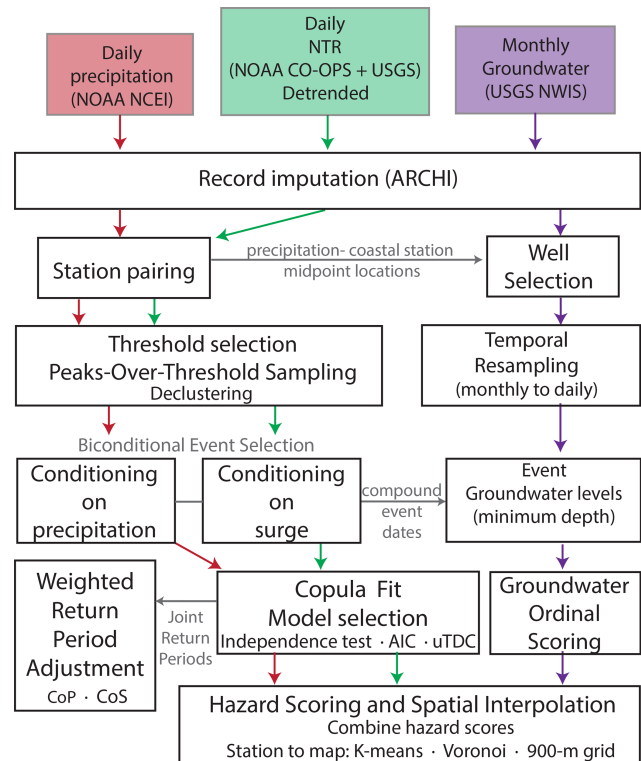 Daily
precipitation
(NOAA NCEI)
Daily
NTR
(NOAA CO-OPS + USGS)
Detrended
Monthly
Groundwater
(USGS NWIS)
Record imputation (ARCHI)
Station pairing
precipitation- coastal station
midpoint locations
Well
Selection
Threshold selection
Peaks-Over-Threshold Sampling
Declustering
Temporal
Resampling
(monthly to daily)
Biconditional Event Selection
Conditioning
on
precipitation
Conditioning
on
surge
compound
event
dates
Event
Groundwater levels
(minimum depth)
Weighted
Return
Period
Adjustment
CoP · CoS
Joint
Return
Periods
Copula Fit
Model selection
Independence test · AIC · uTDC
Groundwater
Ordinal
Scoring
Hazard Scoring and Spatial Interpolation
Combine hazard scores
Station to map: K-means · Voronoi · 900-m grid